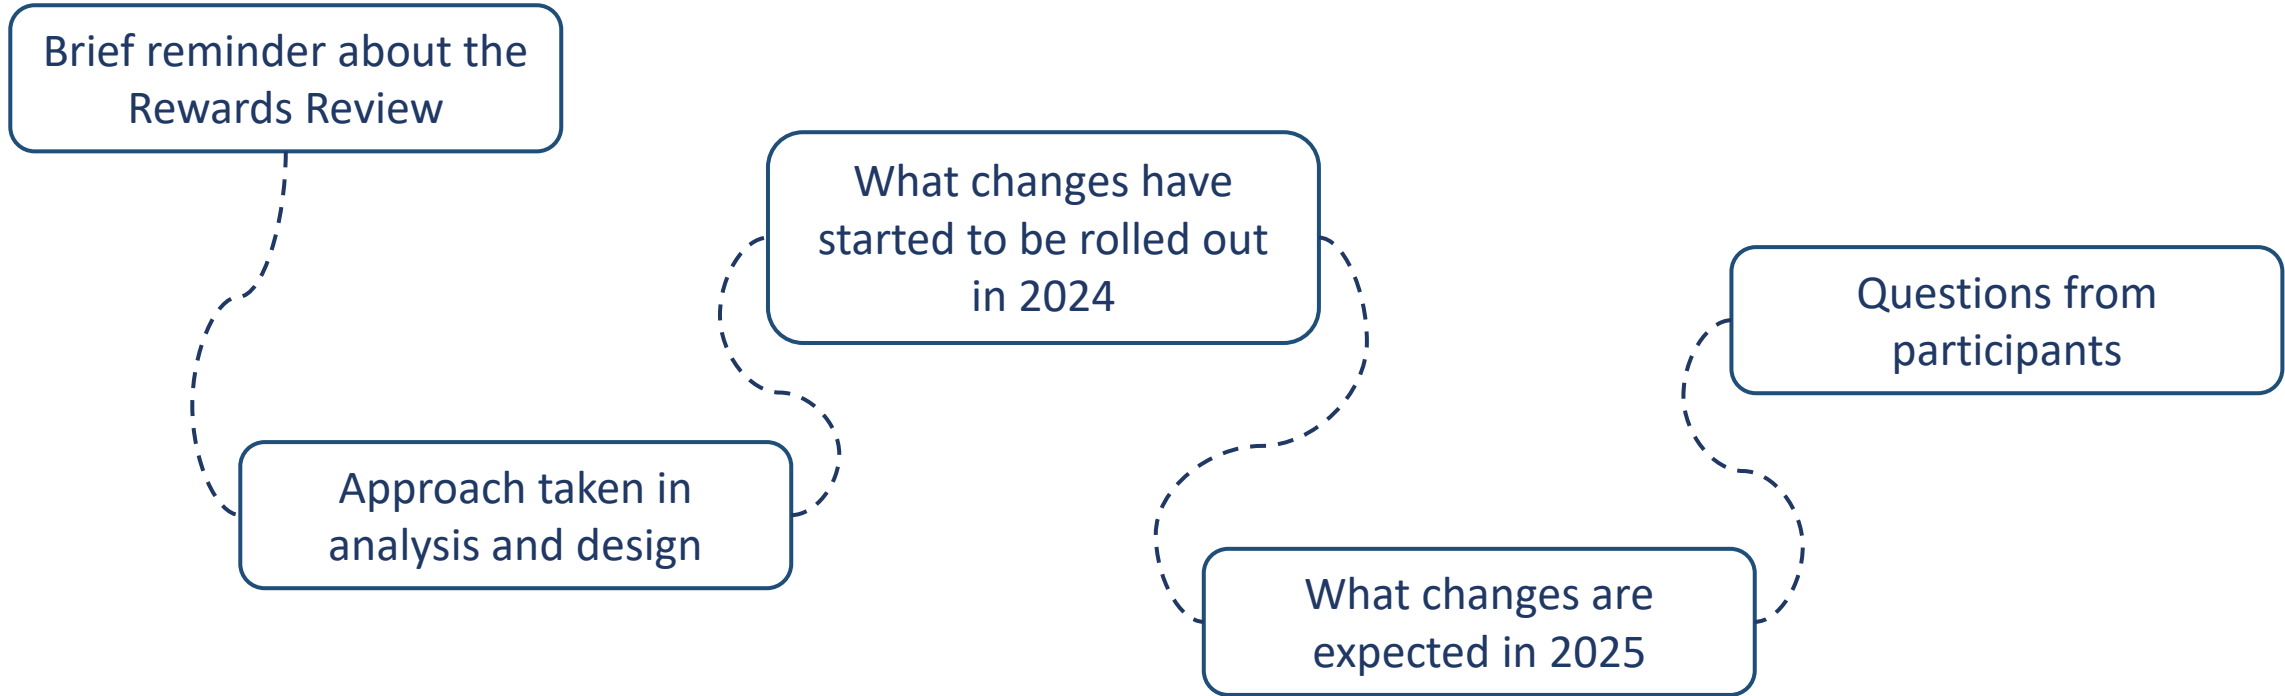 Brief reminder about the
Rewards Review
Approach taken in
analysis and design
What changes have
started to be rolled out
in 2024
What changes are
expected in 2025
Questions from
participants